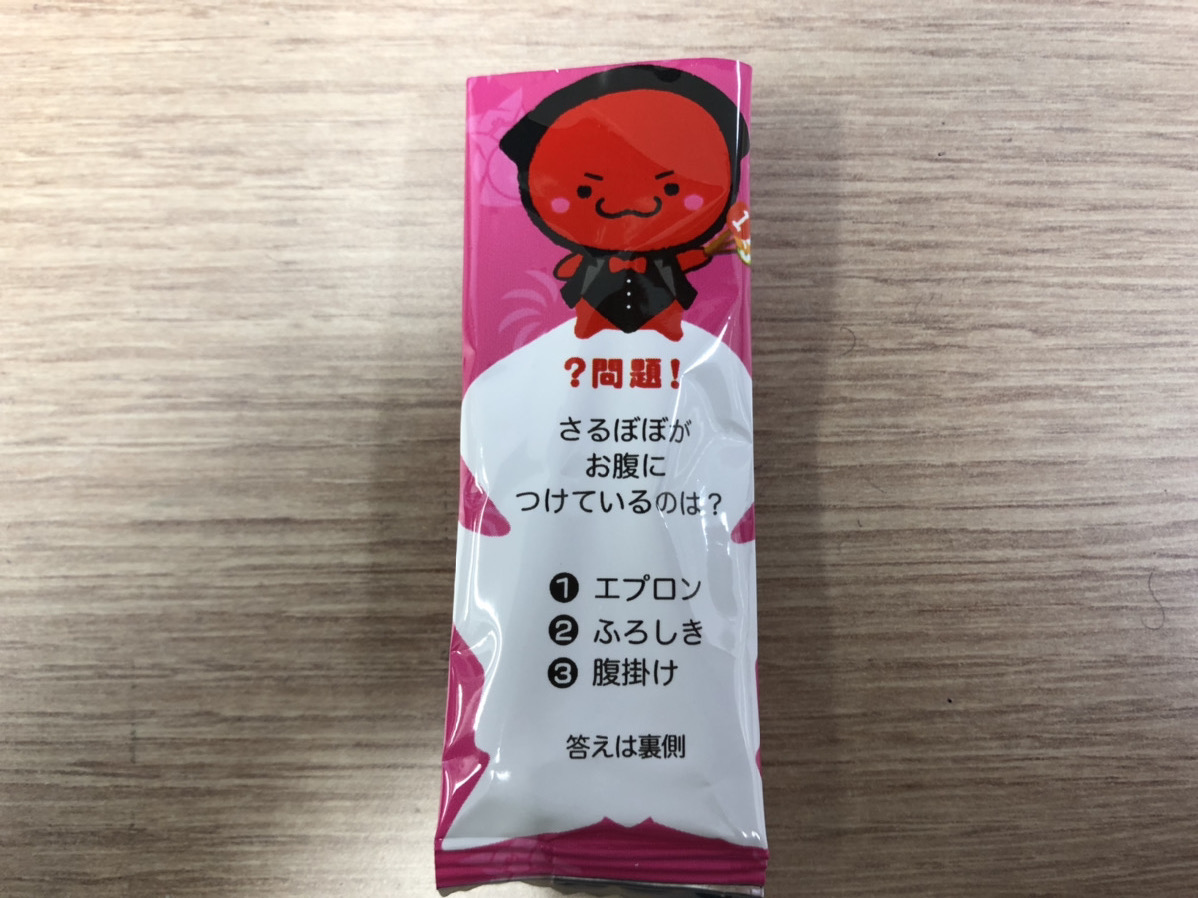 ?問題!
さるぼぼが
お腹に
つけているのは?
❶ エプロン
❷ ふろしき
❸ 腹掛け
答えは裏側